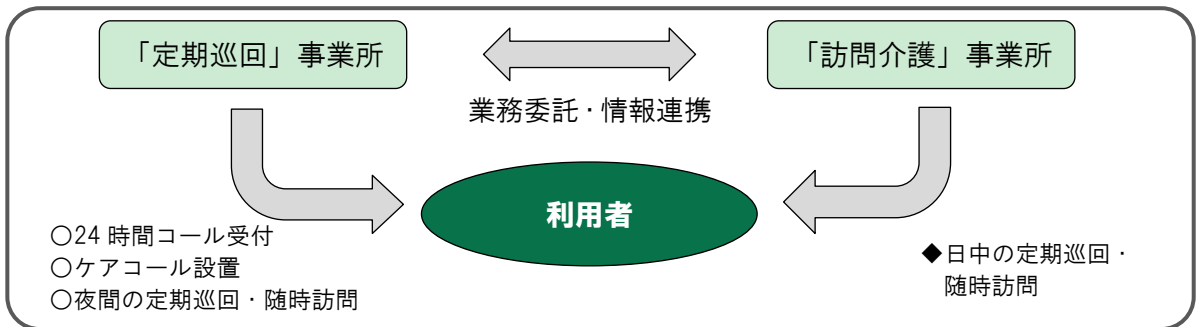 「定期巡回」事業所
「訪問介護」事業所
業務委託・情報連携
利用者
○24 時間コール受付
○ケアコール設置
○夜間の定期巡回・随時訪問
◆日中の定期巡回・
随時訪問